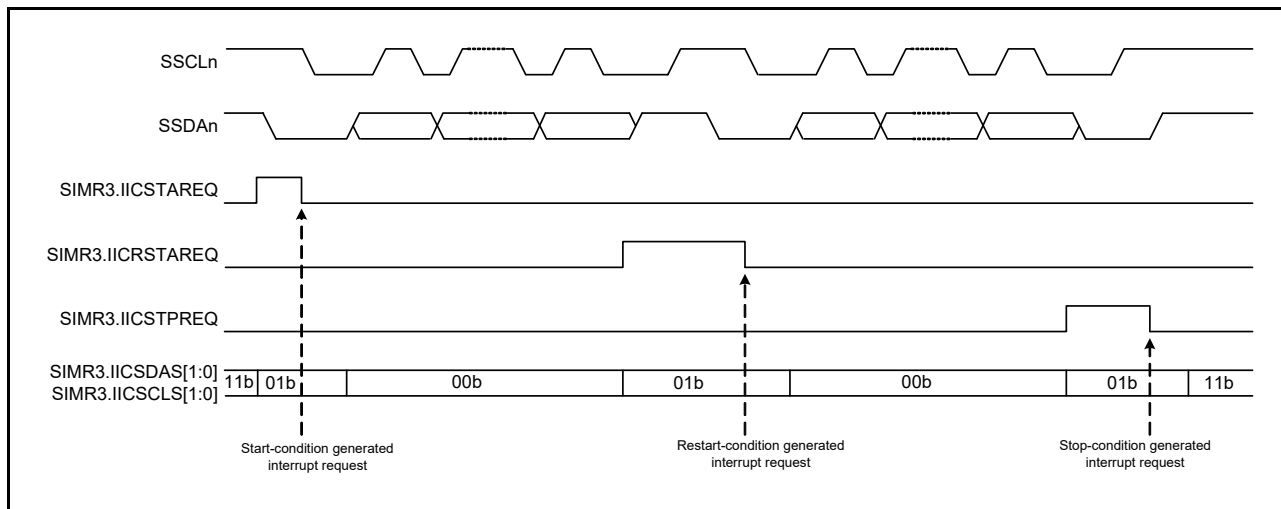 SSCLn
SSDAn
SIMR3.IICSTAREQ
SIMR3.IICRSTAREQ
SIMR3.IICSTPREQ
SIMR3.IICSDAS[1:0]
SIMR3.IICSCLS[1:0]
11b 01b 00b 01b 00b 01b 11b
Start-condition generated
interrupt request
Restart-condition generated
interrupt request
Stop-condition generated
interrupt request